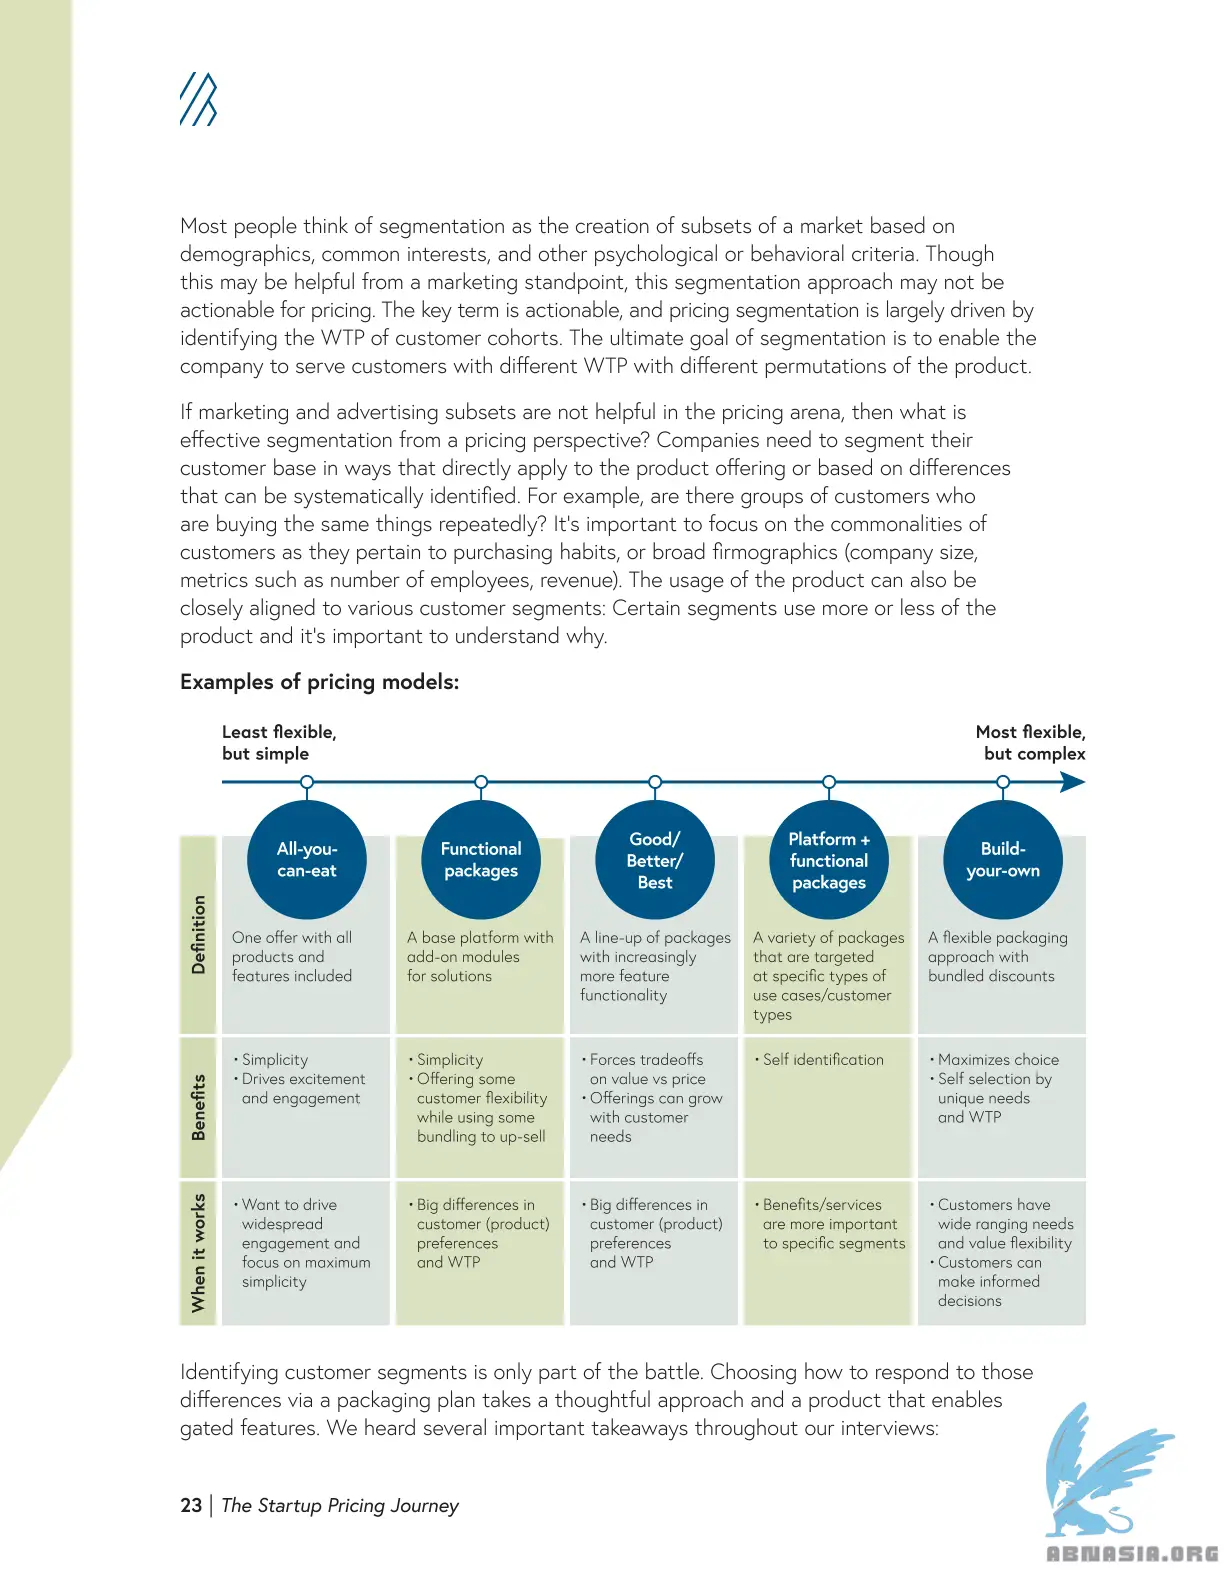 Most people think of segmentation as the creation of subsets of a market based on
demographics, common interests, and other psychological or behavioral criteria. Though
this may be helpful from a marketing standpoint, this segmentation approach may not be
actionable for pricing. The key term is actionable, and pricing segmentation is largely driven by
identifying the WTP of customer cohorts. The ultimate goal of segmentation is to enable the
company to serve customers with different WTP with different permutations of the product.
If marketing and advertising subsets are not helpful in the pricing arena, then what is
effective segmentation from a pricing perspective? Companies need to segment their
customer base in ways that directly apply to the product offering or based on differences
that can be systematically identified. For example, are there groups of customers who
are buying the same things repeatedly? It's important to focus on the commonalities of
customers as they pertain to purchasing habits, or broad firmographics (company size,
metrics such as number of employees, revenue). The usage of the product can also be
closely aligned to various customer segments: Certain segments use more or less of the
product and it's important to understand why.
Examples of pricing models:
Least flexible,
but simple
Most flexible,
but complex
All-you-
can-eat
Functional
packages
Good/
Better/
Best
Platform +
functional
packages
Build-
your-own
Definition
One offer with all
products and
features included
A base platform with
add-on modules
for solutions
A line-up of packages
with increasingly
more feature
functionality
A variety of packages
that are targeted
at specific types of
use cases/customer
types
A flexible packaging
approach with
bundled discounts
Benefits
• Simplicity
• Drives excitement
and engagement
• Simplicity
• Offering some
customer flexibility
while using some
bundling to up-sell
• Forces tradeoffs
on value vs price
• Offerings can grow
with customer
needs
• Self identification
• Maximizes choice
• Self selection by
unique needs
and WTP
When it works
• Want to drive
widespread
engagement and
focus on maximum
simplicity
• Big differences in
customer (product)
preferences
and WTP
• Big differences in
customer (product)
preferences
and WTP
• Benefits/services
are more important
to specific segments
• Customers have
wide ranging needs
and value flexibility
• Customers can
make informed
decisions
Identifying customer segments is only part of the battle. Choosing how to respond to those
differences via a packaging plan takes a thoughtful approach and a product that enables
gated features. We heard several important takeaways throughout our interviews:
23 | The Startup Pricing Journey
ABNASIA.ORG